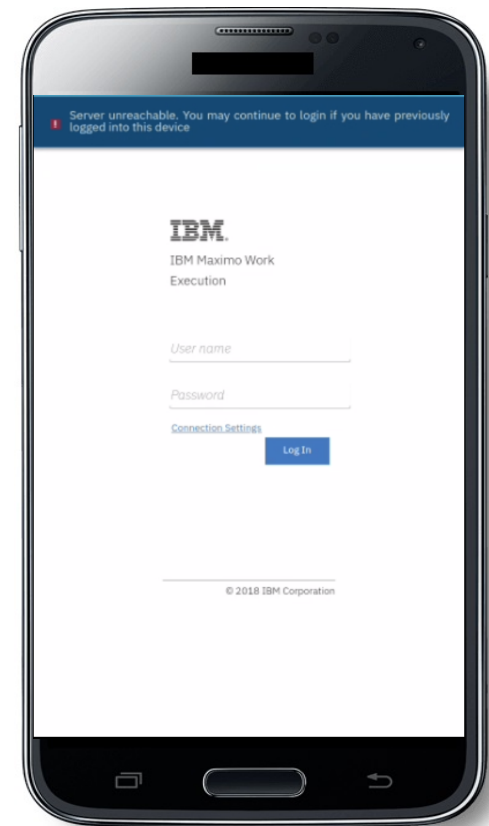 Server unreachable. You may continue to login if you have previously
logged into this device
IBM.
IBM Maximo Work
Execution
User name
Password
Connection Settings
Log In
© 2018 IBM Corporation